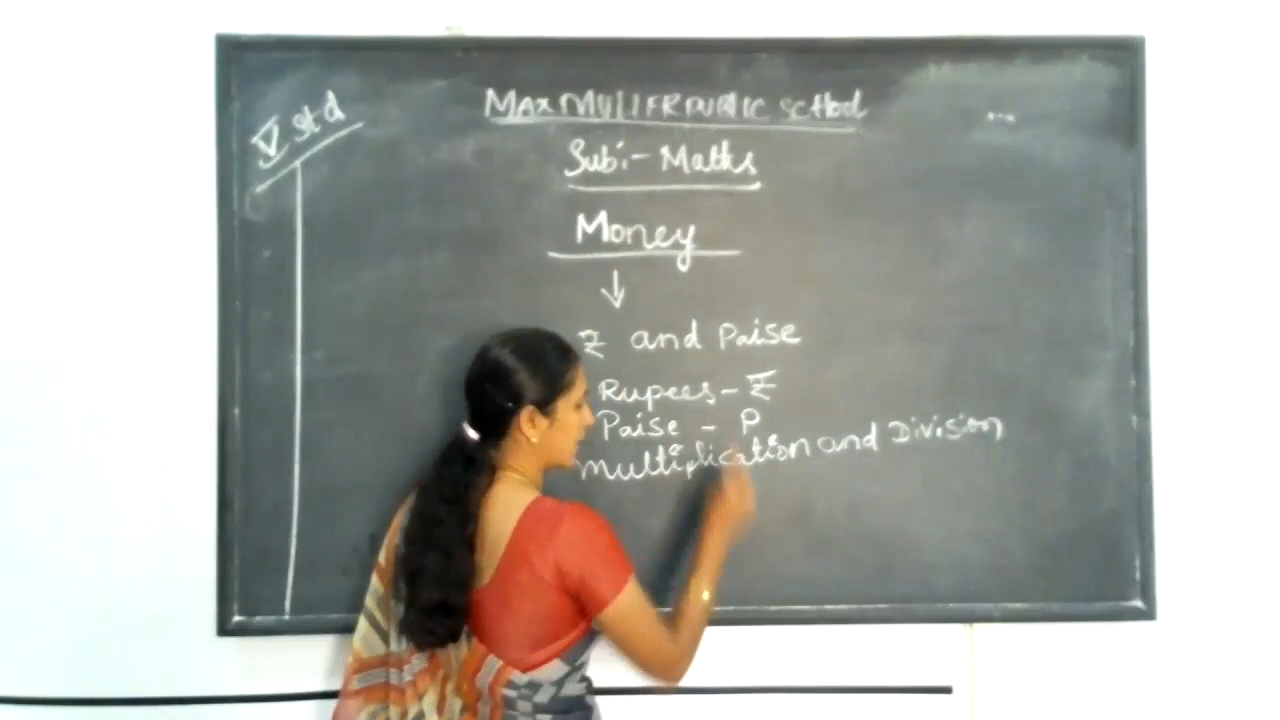 V std
MAX MULLER PUBLIC SCHOOL
Sub:- Maths
Money
↓
₹ and Paise
Rupees - ₹
Paise - P
Multiplication and Division